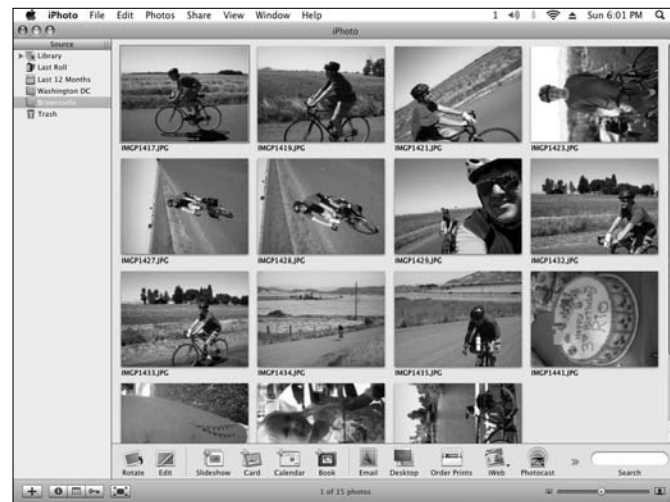 iPhoto File Edit Photos Share View Window Help 1 Sun 6:01 PM
iPhoto
Source
Library
Last Roll
Last 12 Months
Washington DC
Brownsville
Trash
IMGP1417.JPG IMGP1419.JPG IMGP1421.JPG IMGP1423.JPG
IMGP1427.JPG IMGP1428.JPG IMGP1429.JPG IMGP1432.JPG
IMGP1433.JPG IMGP1434.JPG IMGP1435.JPG IMGP1441.JPG
3rd Birthday
RIO
Rotate Edit Slideshow Card Calendar Book Email Desktop Order Prints iWeb Photocast >> Search
1 of 15 photos